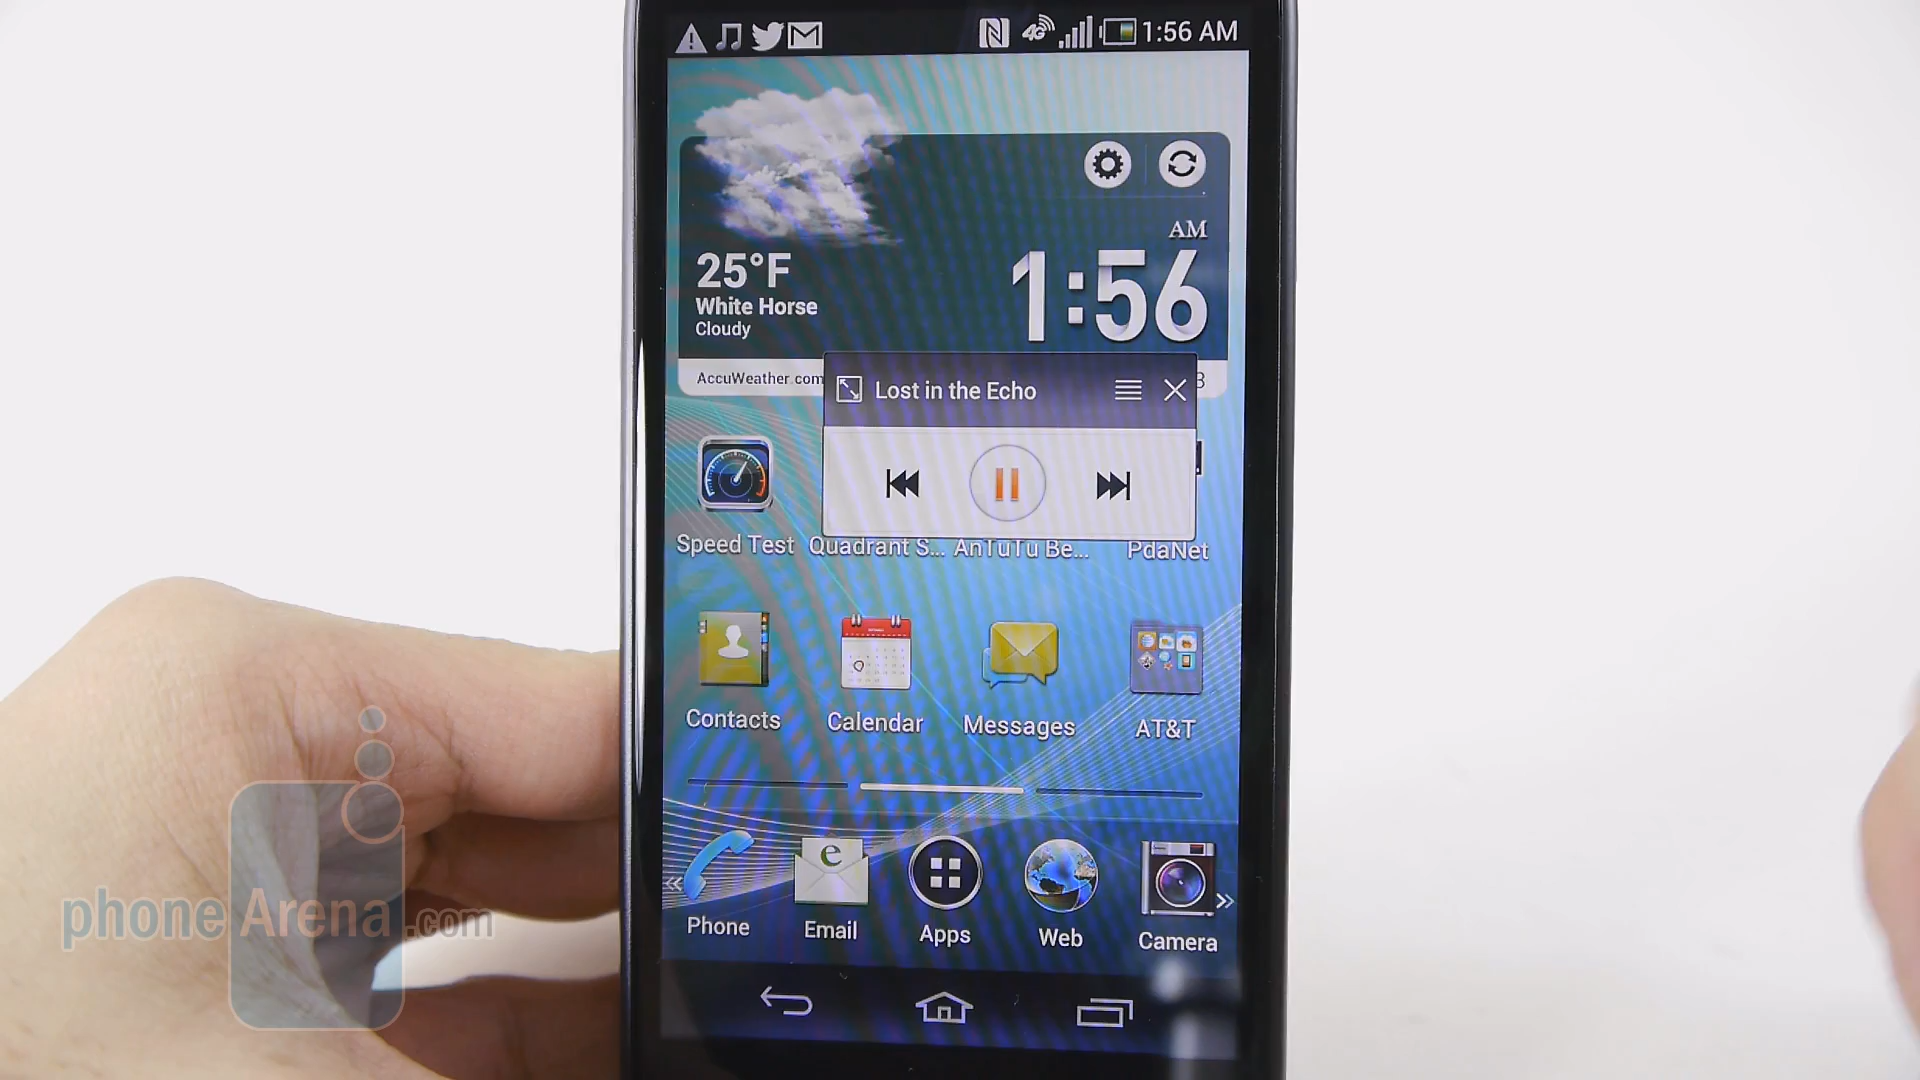 1:56 AM
AM
1:56
25°F
White Horse
Cloudy
AccuWeather.com
Lost in the Echo
Speed Test
Quadrant S...
AnTuTu Be...
PdaNet
Contacts
Calendar
Messages
AT&T
Phone
Email
Apps
Web
Camera
phoneArena.com